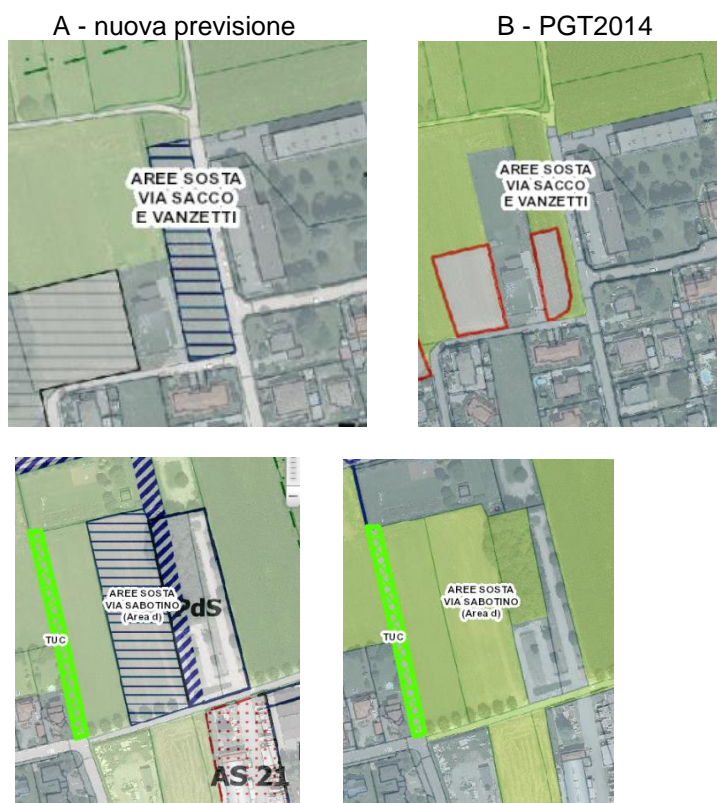 A - nuova previsione
B - PGT2014
AREE SOSTA
VIA SACCO
E VANZETTI
AREE SOSTA
VIA SACCO
E VANZETTI
AREE SOSTA
VIA SABOTINO
(Area d)
PdS
TUC
AS 21
AREE SOSTA
VIA SABOTINO
(Area d)
TUC